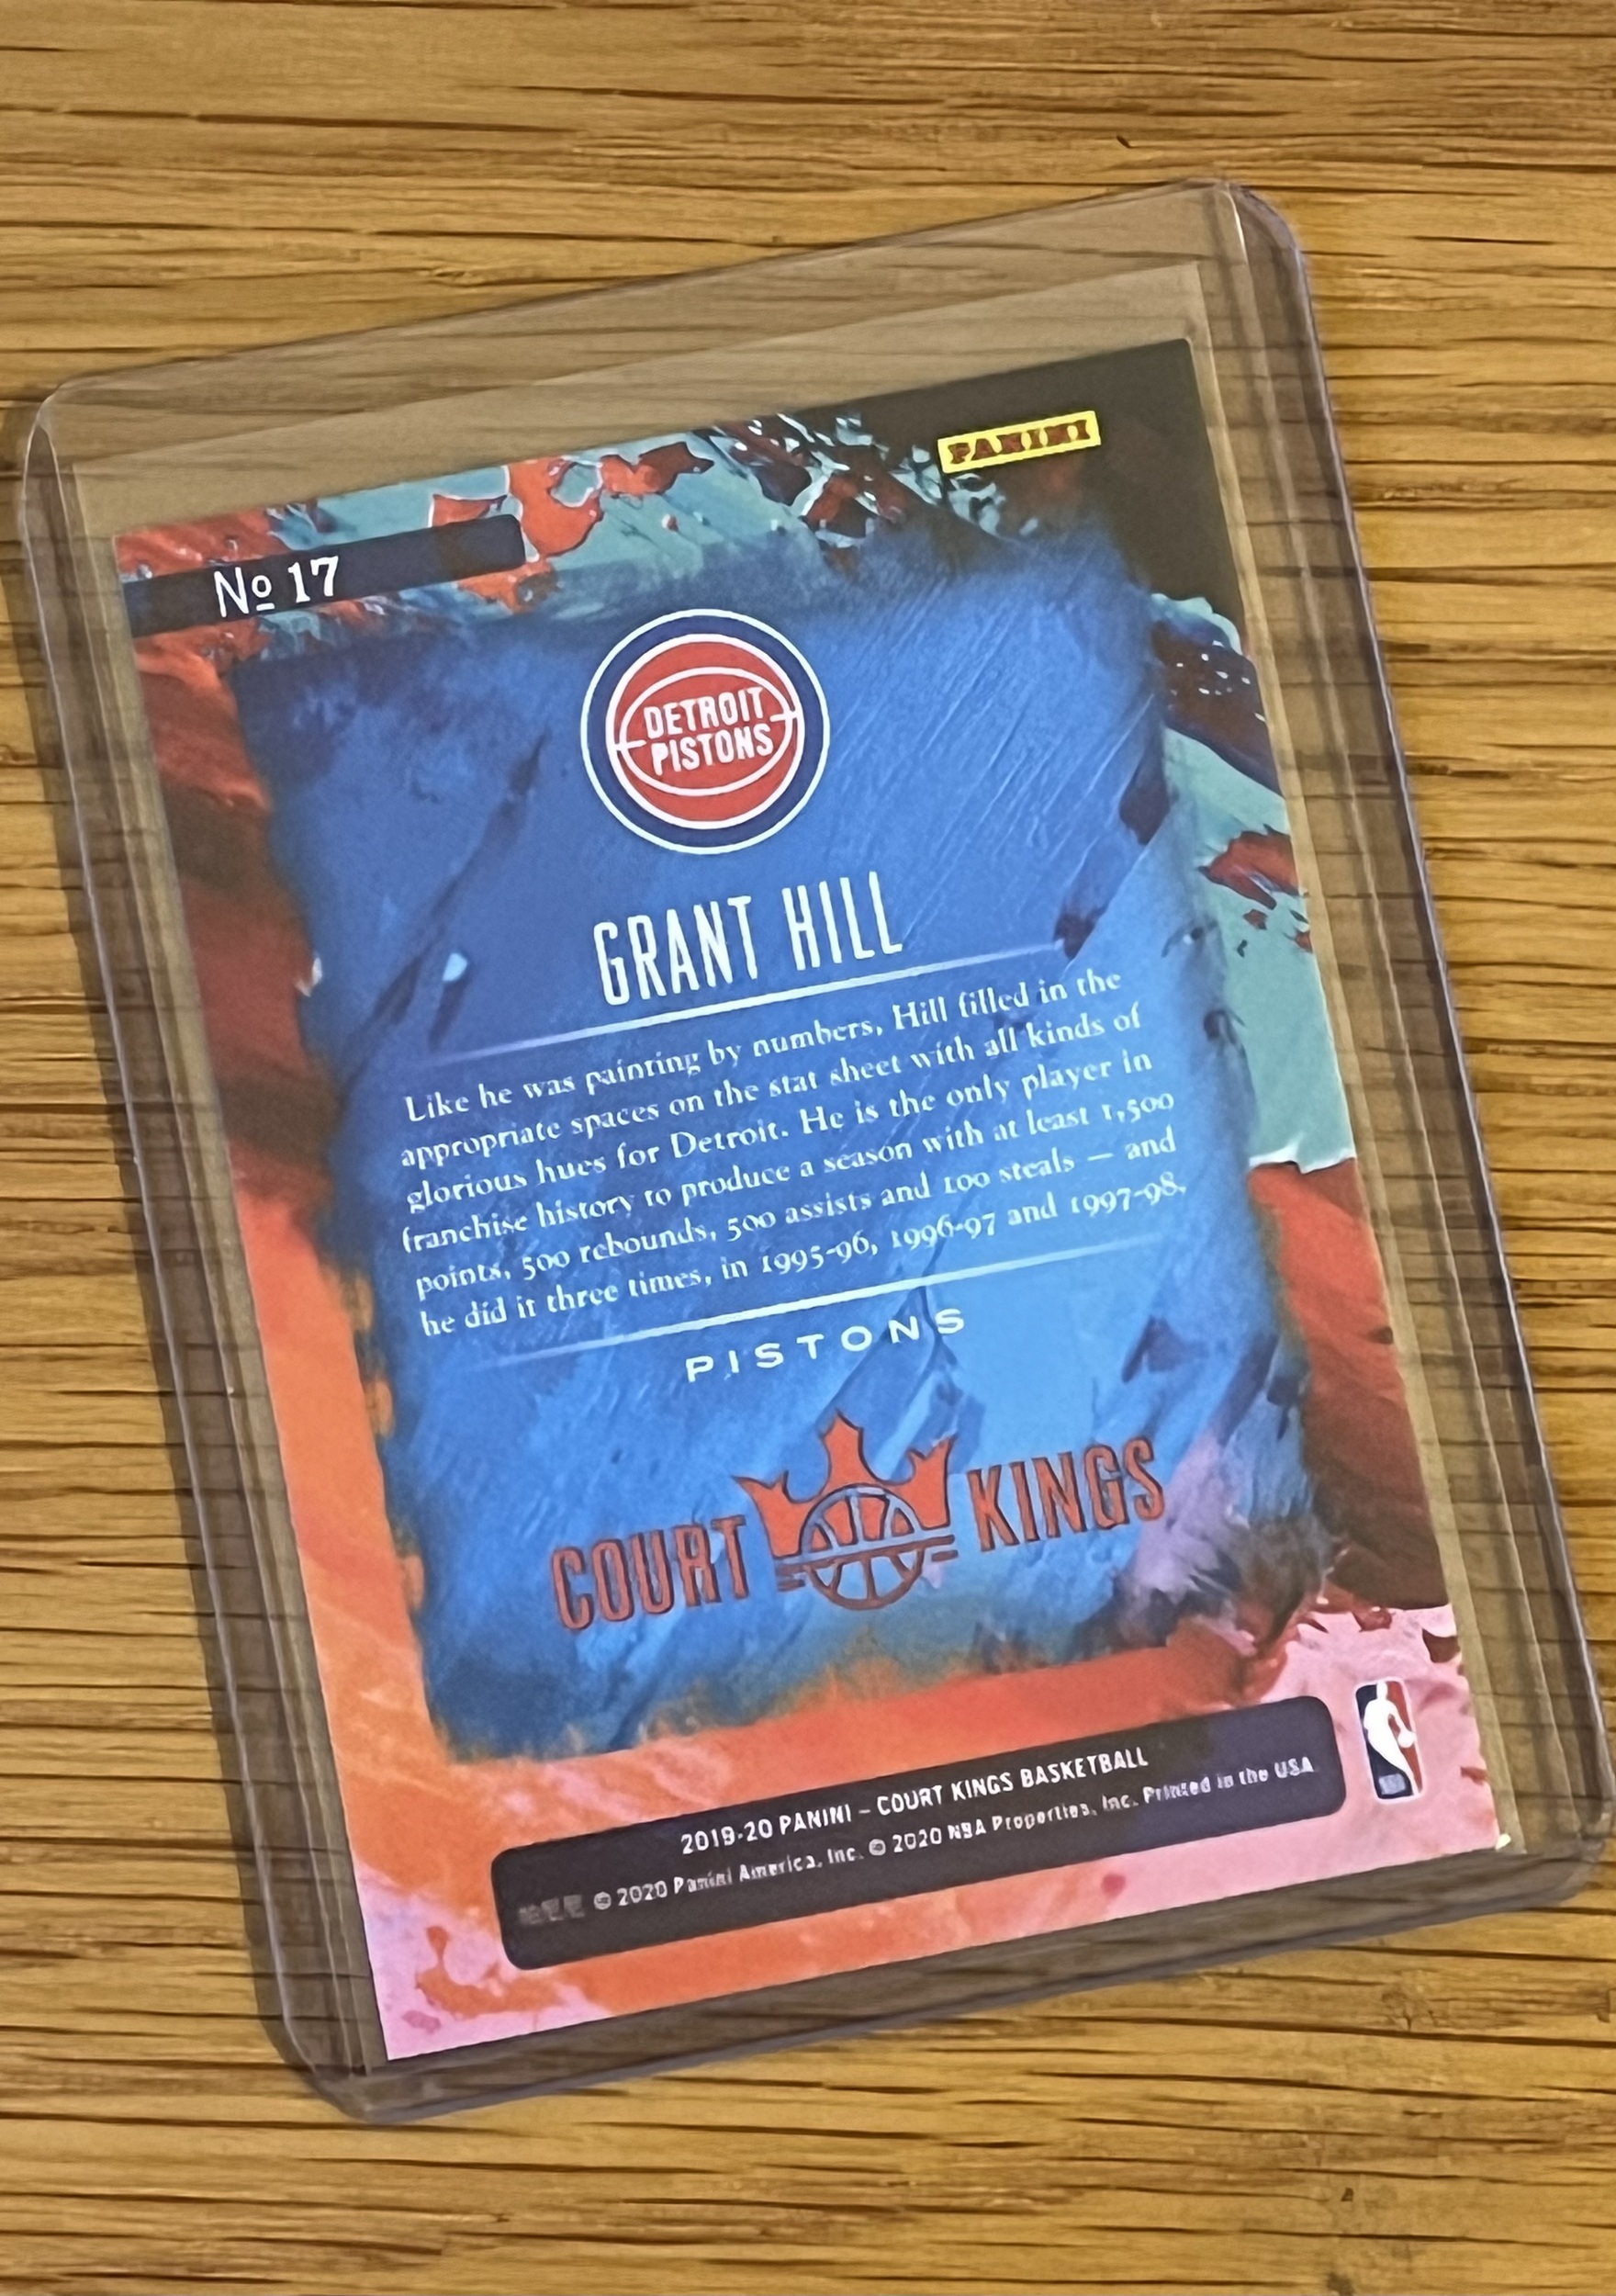 PANINI
No 17
DETROIT
PISTONS
GRANT HILL
Like he was painting by numbers, Hill filled in the
appropriate spaces on the stat sheet with all kinds of
glorious hues for Detroit. He is the only player in
franchise history to produce a season with at least 1,500
points, 500 rebounds, 500 assists and 100 steals — and
he did it three times, in 1995-96, 1996-97 and 1997-98.
PISTONS
COURT KINGS
2019-20 PANINI – COURT KINGS BASKETBALL
© 2020 Panini America, Inc. © 2020 NBA Properties, Inc. Printed in the USA